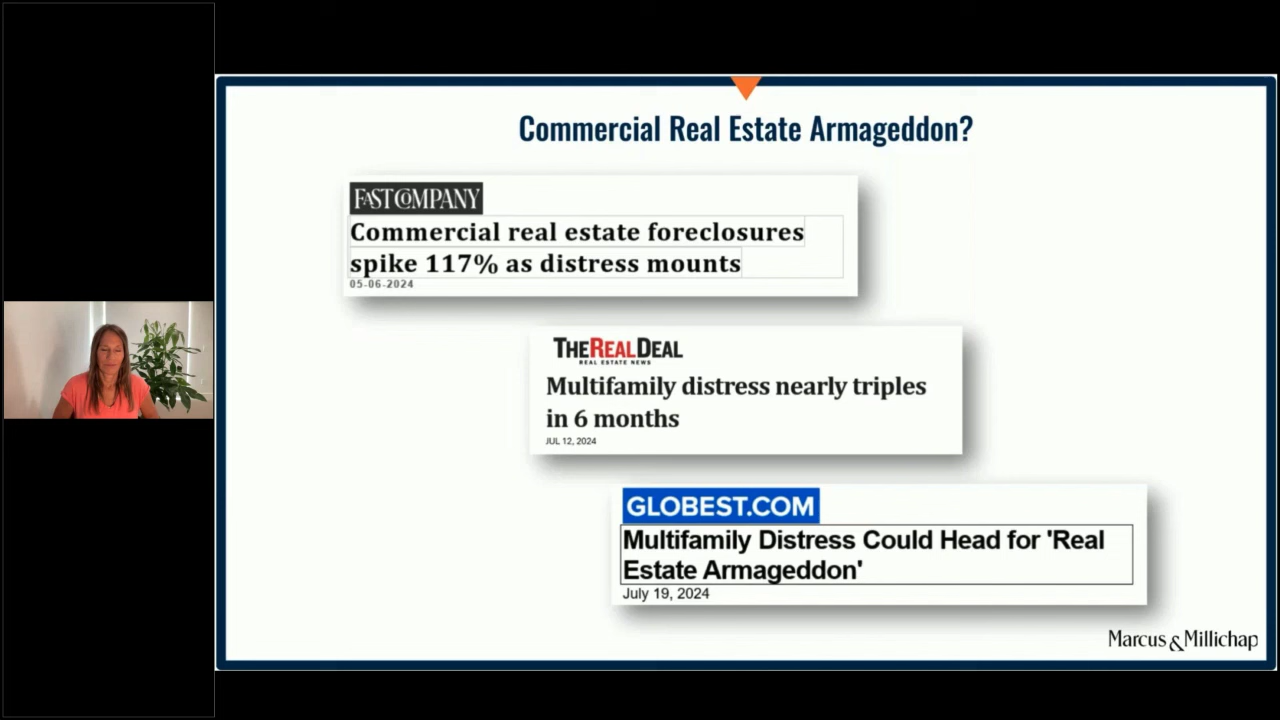 Commercial Real Estate Armageddon?
FAST COMPANY
Commercial real estate foreclosures
spike 117% as distress mounts
05-06-2024
THEREALDEAL
REAL ESTATE NEWS
Multifamily distress nearly triples
in 6 months
JUL 12, 2024
GLOBEST.COM
Multifamily Distress Could Head for 'Real
Estate Armageddon'
July 19, 2024
Marcus & Millichap